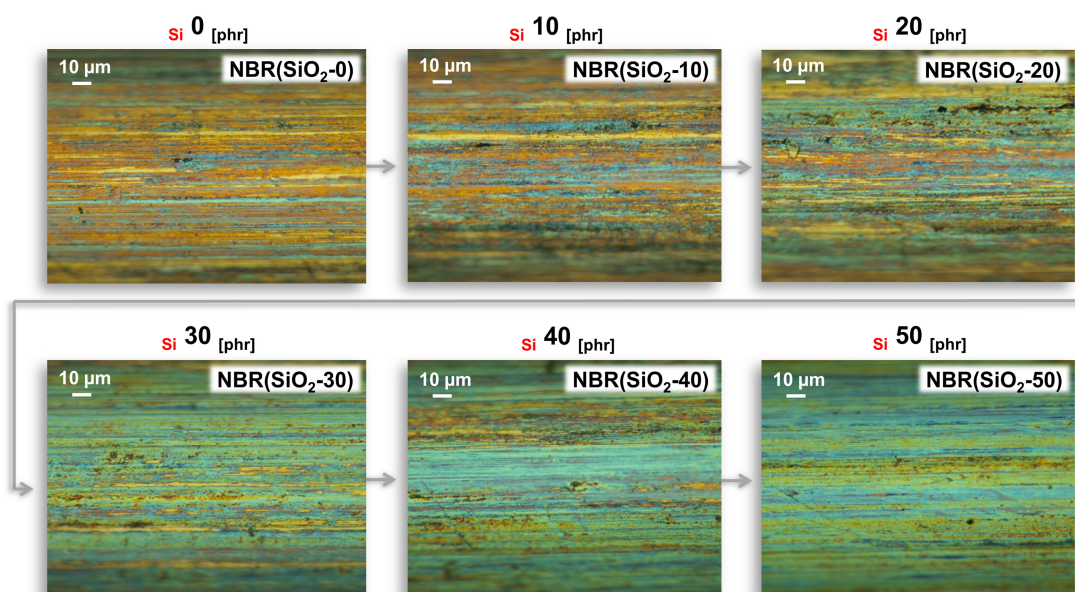 Si 0 [phr]
10 µm
NBR(SiO₂-0)
Si 10 [phr]
10 µm
NBR(SiO₂-10)
Si 20 [phr]
10 µm
NBR(SiO₂-20)
Si 30 [phr]
10 µm
NBR(SiO₂-30)
Si 40 [phr]
10 µm
NBR(SiO₂-40)
Si 50 [phr]
10 µm
NBR(SiO₂-50)